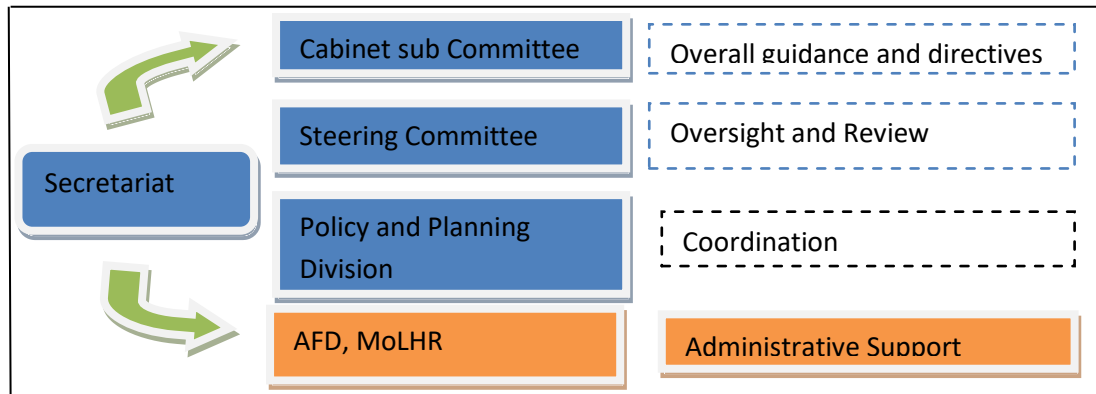 Cabinet sub Committee
Overall guidance and directives
Steering Committee
Oversight and Review
Secretariat
Policy and Planning
Division
Coordination
AFD, MoLHR
Administrative Support